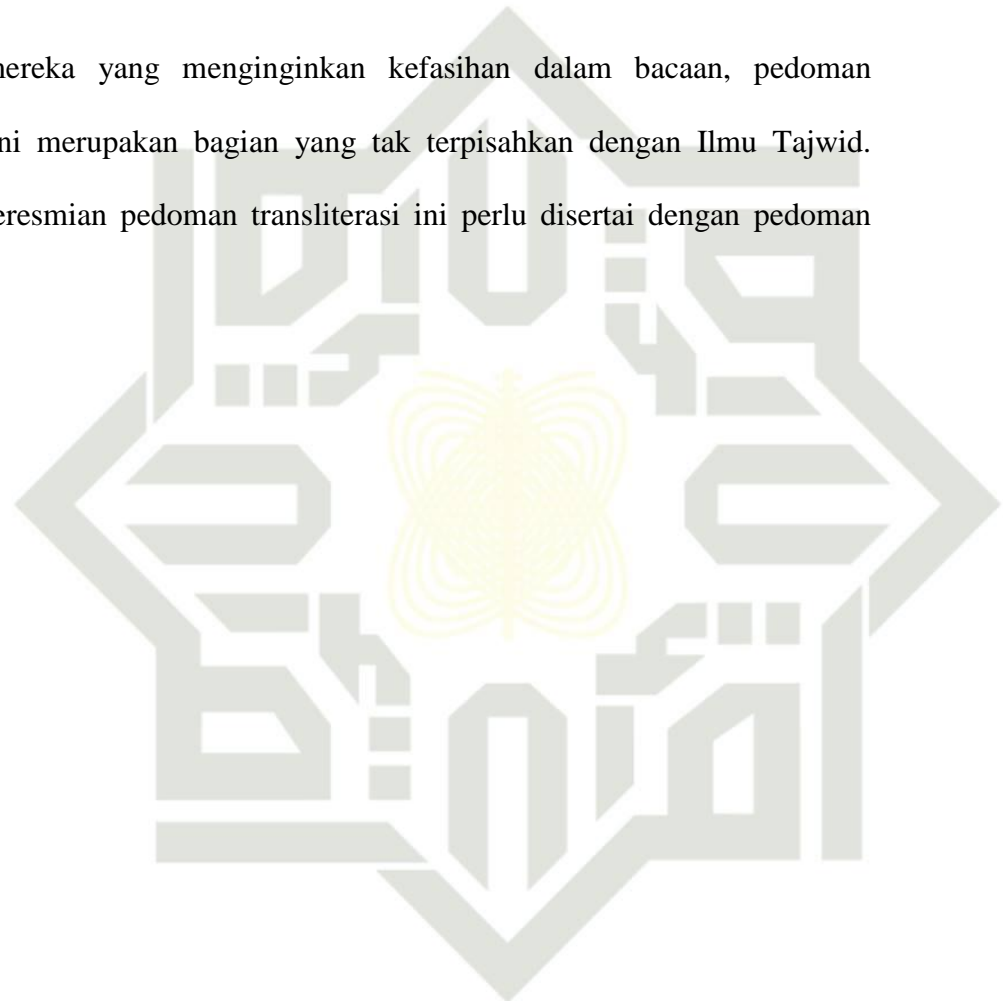 mereka yang menginginkan kefasihan dalam bacaan, pedoman
ni merupakan bagian yang tak terpisahkan dengan Ilmu Tajwid.
eresmian pedoman transliterasi ini perlu disertai dengan pedoman